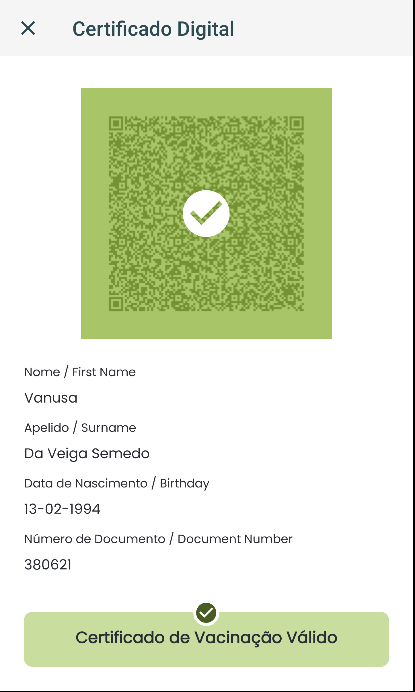 Certificado Digital
Nome / First Name
Vanusa
Apelido / Surname
Da Veiga Semedo
Data de Nascimento / Birthday
13-02-1994
Número de Documento / Document Number
380621
Certificado de Vacinação Válido